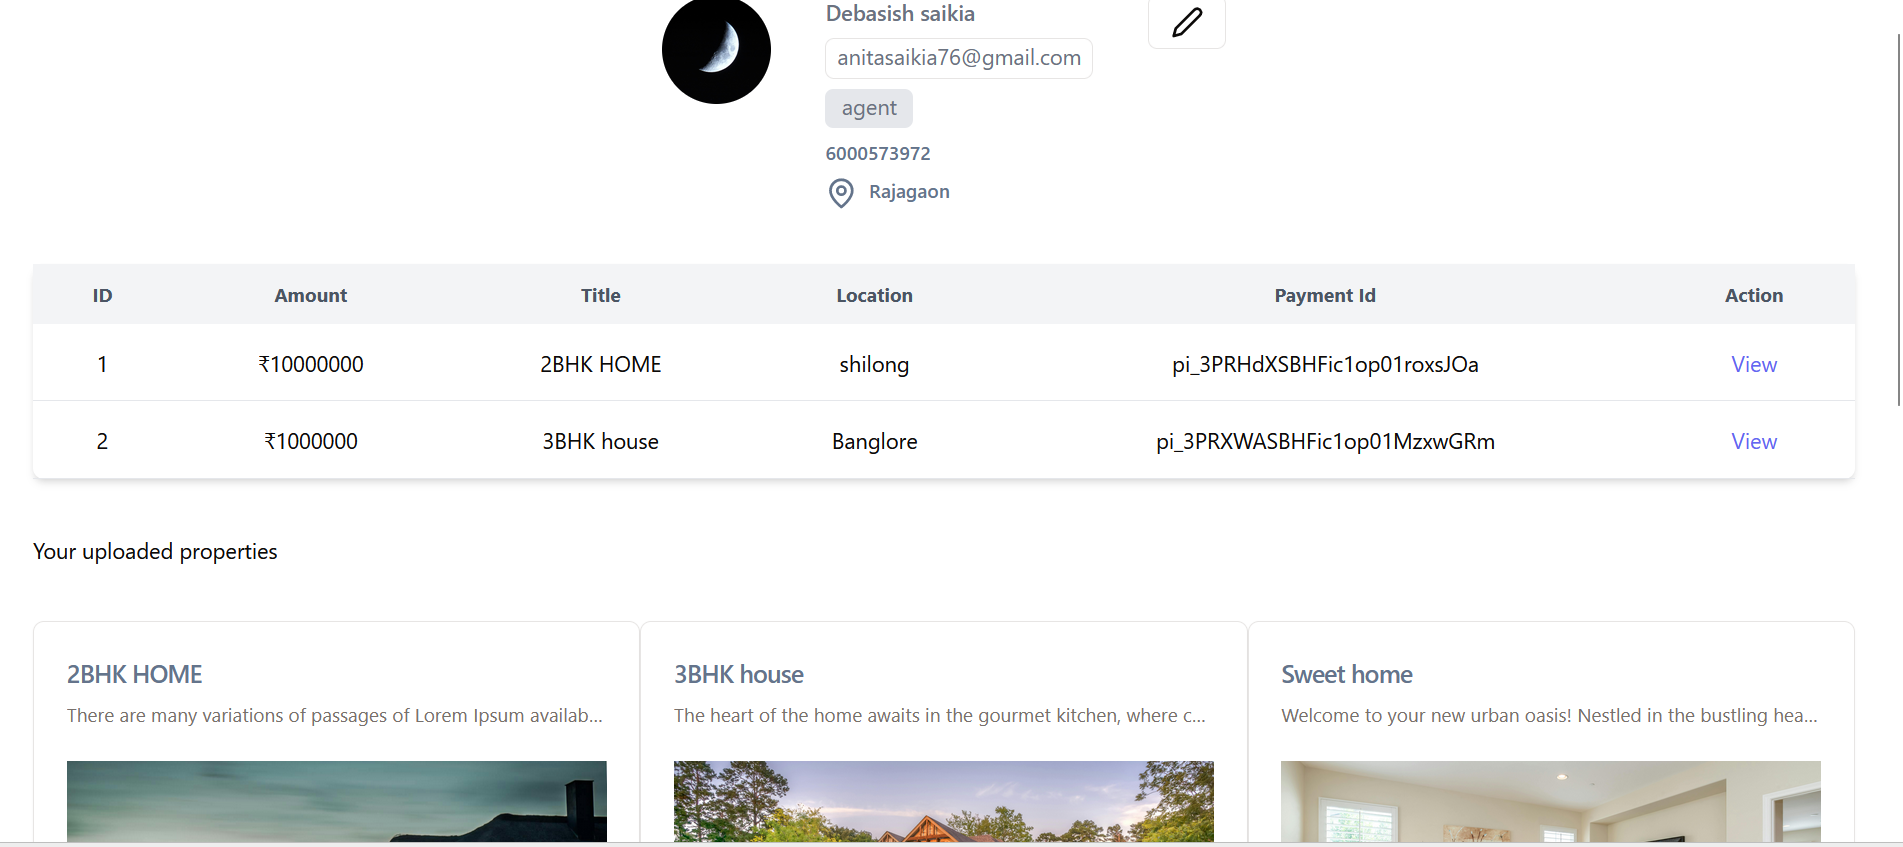 Debasish saikia
anitasaikia76@gmail.com
agent
6000573972
Rajagaon
ID Amount Title Location Payment Id Action
1 ₹10000000 2BHK HOME shilong pi_3PRHdXSBHFic1op01roxsJOa View
2 ₹1000000 3BHK house Banglore pi_3PRXWASBHFic1op01MzxwGRm View
Your uploaded properties
2BHK HOME
There are many variations of passages of Lorem Ipsum availab...
3BHK house
The heart of the home awaits in the gourmet kitchen, where c...
Sweet home
Welcome to your new urban oasis! Nestled in the bustling hea...